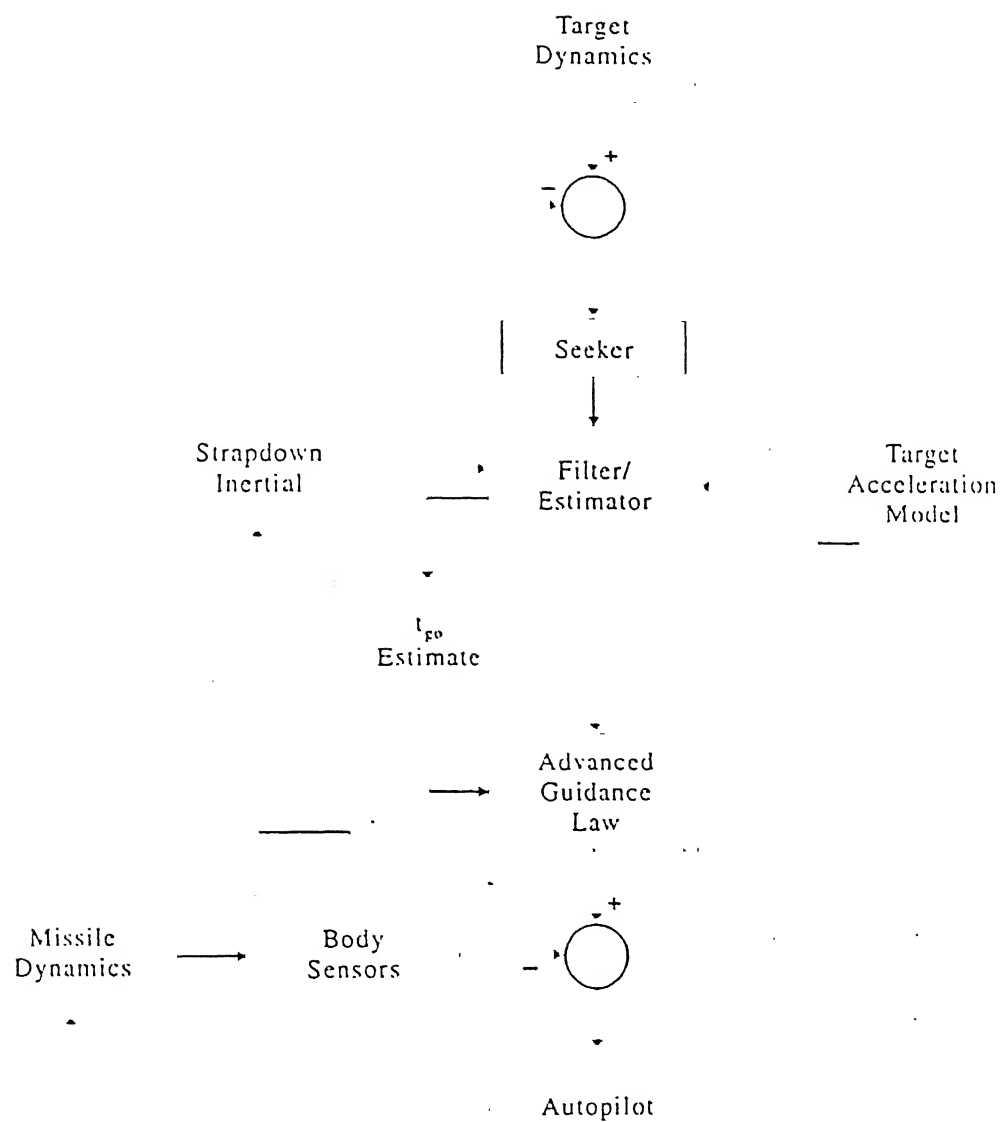 Target
Dynamics
+
−
Seeker
Strapdown
Inertial
Filter/
Estimator
Target
Acceleration
Model
t_go
Estimate
Advanced
Guidance
Law
+
Missile
Dynamics
Body
Sensors
−
Autopilot